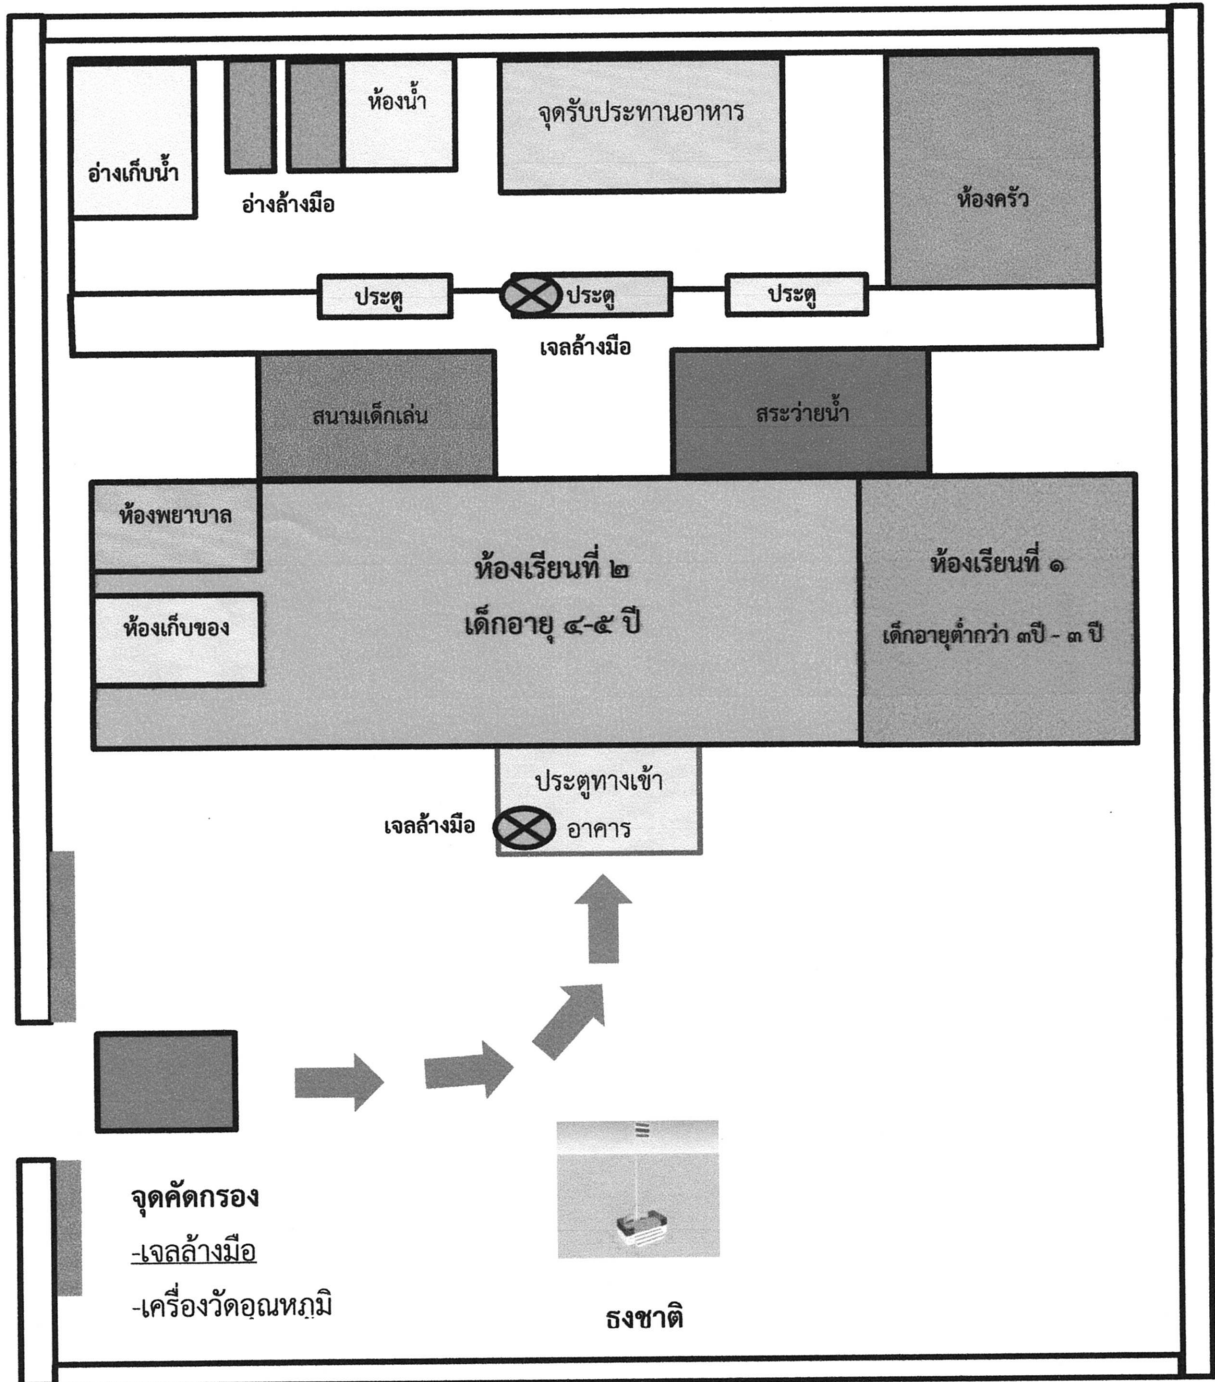 ห้องน้ำ
จุดรับประทานอาหาร
อ่างเก็บน้ำ
อ่างล้างมือ
ห้องครัว
ประตู
ประตู
ประตู
เจลล้างมือ
สนามเด็กเล่น
สระว่ายน้ำ
ห้องพยาบาล
ห้องเก็บของ
ห้องเรียนที่ ๒
เด็กอายุ ๔-๕ ปี
ห้องเรียนที่ ๑
เด็กอายุต่ำกว่า ๓ปี - ๓ ปี
ประตูทางเข้า
อาคาร
เจลล้างมือ
จุดคัดกรอง
-เจลล้างมือ
-เครื่องวัดอุณหภูมิ
ธงชาติ